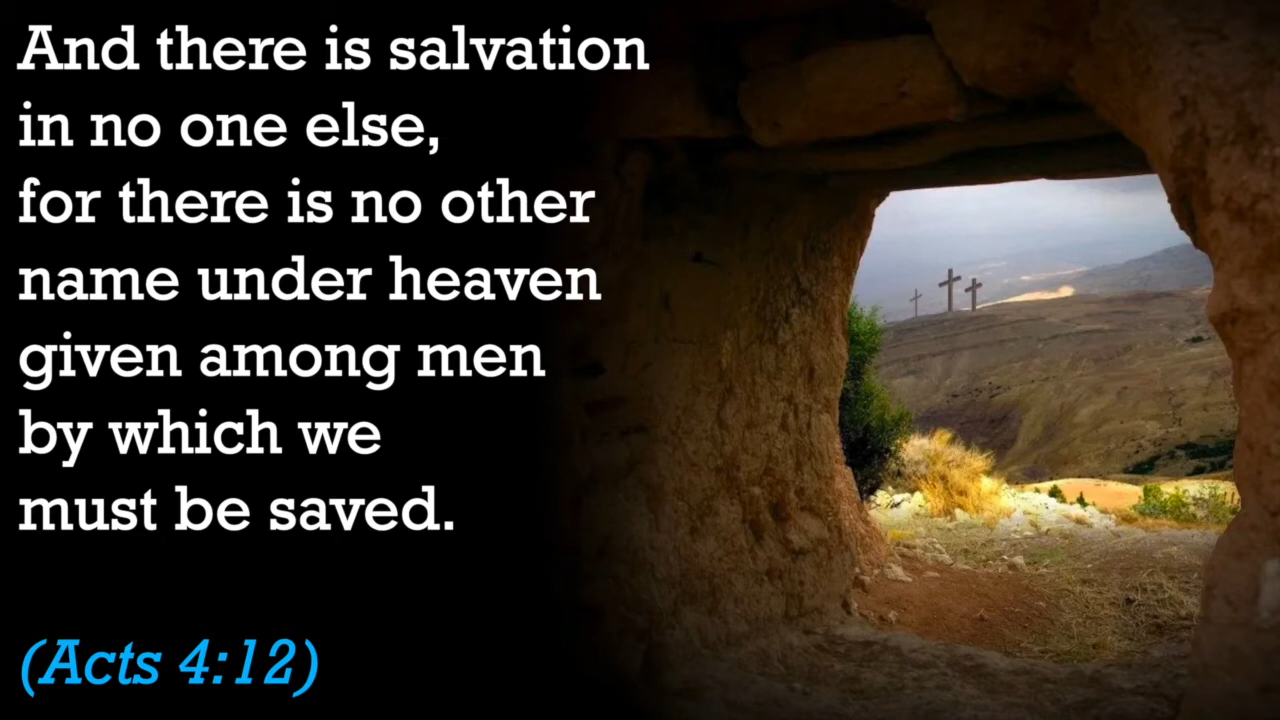 And there is salvation
in no one else,
for there is no other
name under heaven
given among men
by which we
must be saved.
(Acts 4:12)